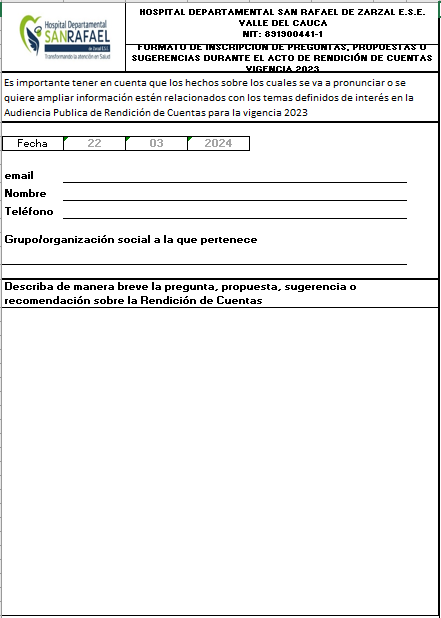 Hospital Departamental
SANRAFAEL
de Zarzal E.S.E
Transformando la atención en Salud
HOSPITAL DEPARTAMENTAL SAN RAFAEL DE ZARZAL E.S.E.
VALLE DEL CAUCA
NIT: 891900441-1
FORMATO DE INSCRIPCION DE PREGUNTAS, PROPUESTAS O
SUGERENCIAS DURANTE EL ACTO DE RENDICIÓN DE CUENTAS
VIGENCIA 2023
Es importante tener en cuenta que los hechos sobre los cuales se va a pronunciar o se
quiere ampliar información estén relacionados con los temas definidos de interés en la
Audiencia Publica de Rendición de Cuentas para la vigencia 2023
Fecha 22 03 2024
email
Nombre
Teléfono
Grupo/organización social a la que pertenece
Describa de manera breve la pregunta, propuesta, sugerencia o
recomendación sobre la Rendición de Cuentas